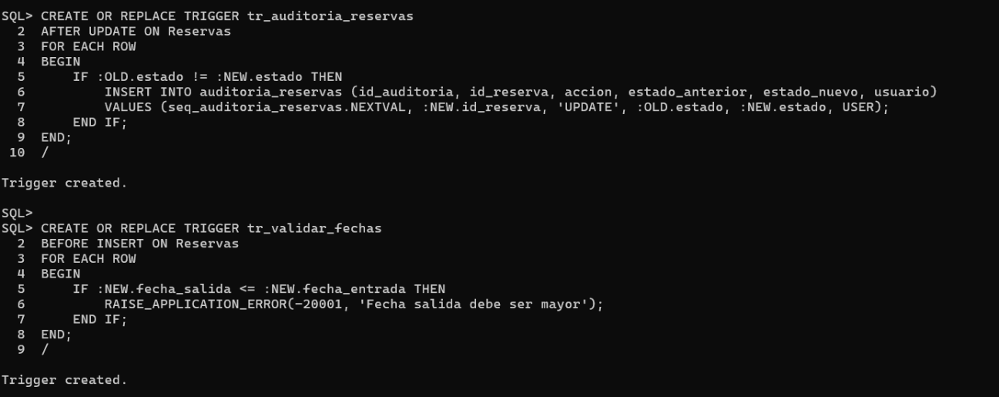 SQL> CREATE OR REPLACE TRIGGER tr_auditoria_reservas
  2  AFTER UPDATE ON Reservas
  3  FOR EACH ROW
  4  BEGIN
  5      IF :OLD.estado != :NEW.estado THEN
  6          INSERT INTO auditoria_reservas (id_auditoria, id_reserva, accion, estado_anterior, estado_nuevo, usuario)
  7          VALUES (seq_auditoria_reservas.NEXTVAL, :NEW.id_reserva, 'UPDATE', :OLD.estado, :NEW.estado, USER);
  8      END IF;
  9  END;
 10  /

Trigger created.

SQL>
SQL> CREATE OR REPLACE TRIGGER tr_validar_fechas
  2  BEFORE INSERT ON Reservas
  3  FOR EACH ROW
  4  BEGIN
  5      IF :NEW.fecha_salida <= :NEW.fecha_entrada THEN
  6          RAISE_APPLICATION_ERROR(-20001, 'Fecha salida debe ser mayor');
  7      END IF;
  8  END;
  9  /

Trigger created.